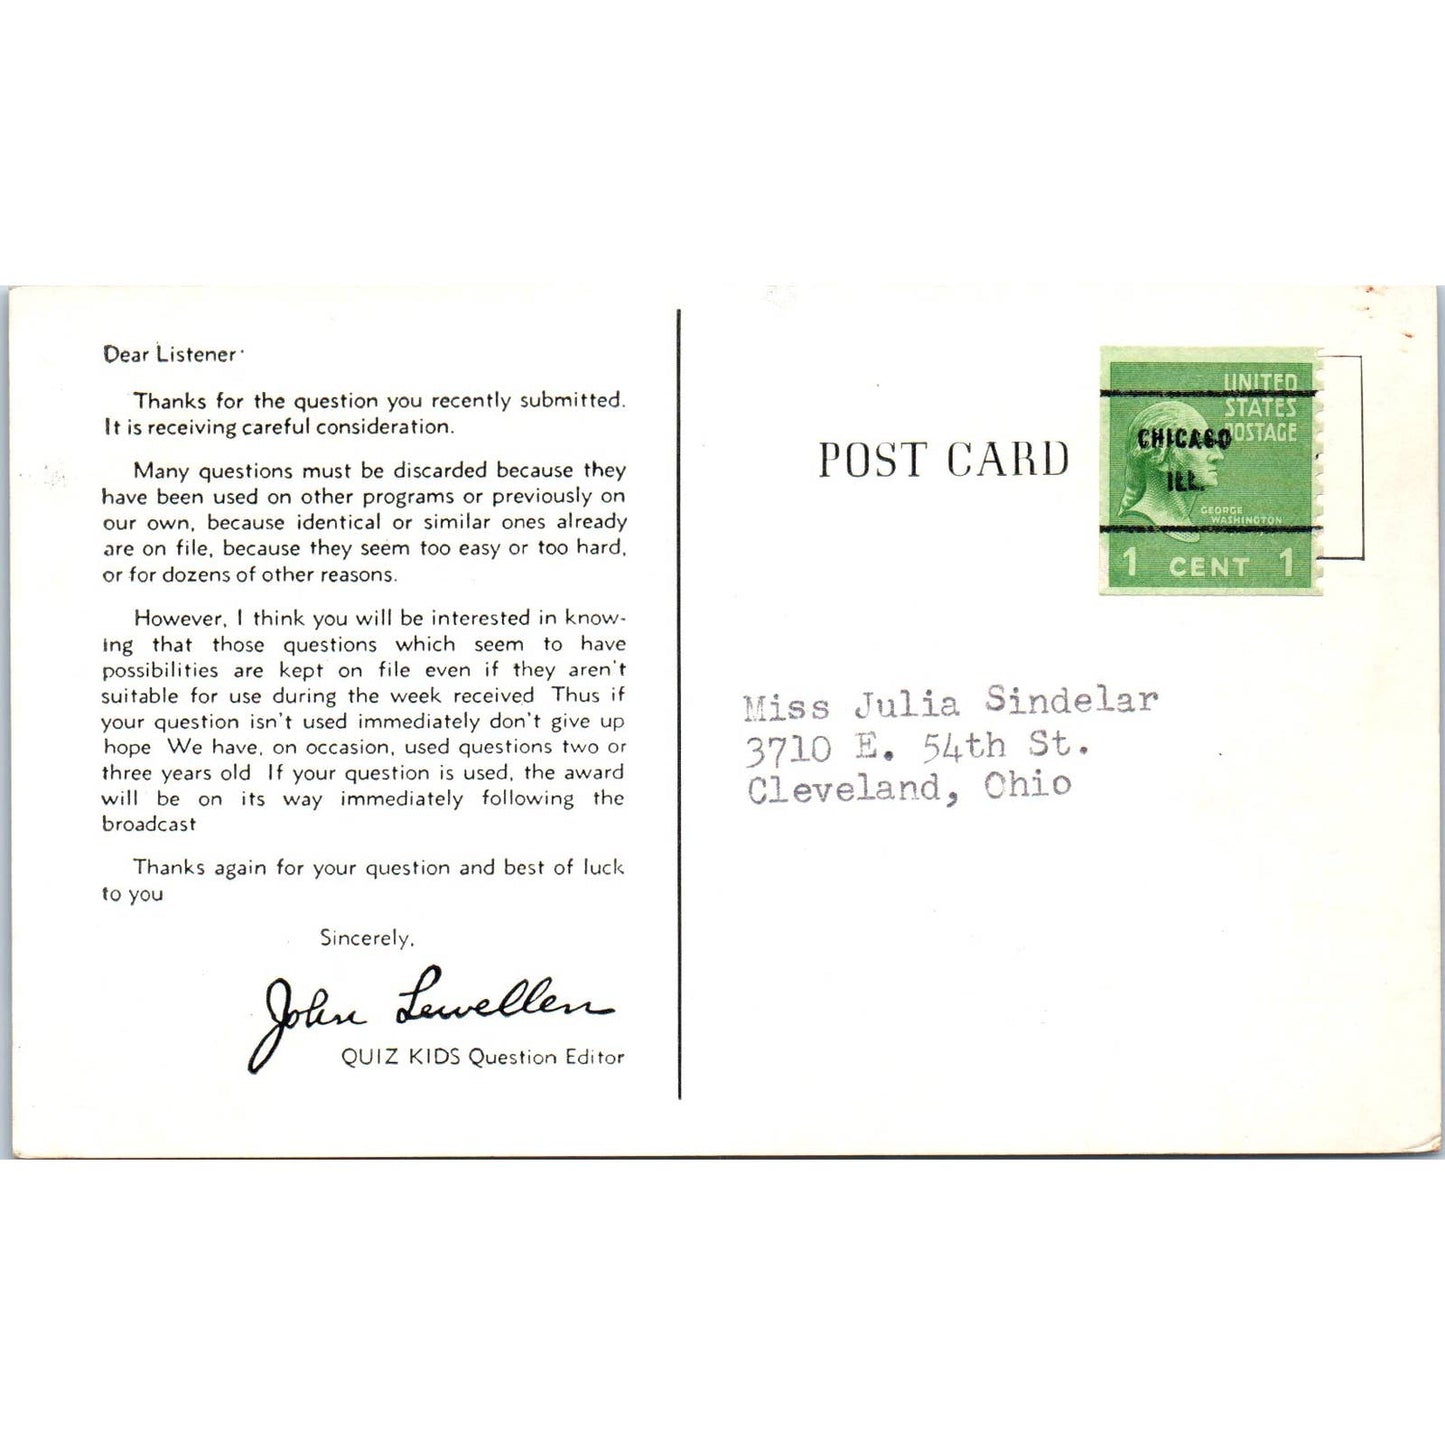 Dear Listener·
Thanks for the question you recently submitted.
It is receiving careful consideration.
Many questions must be discarded because they
have been used on other programs or previously on
our own, because identical or similar ones already
are on file, because they seem too easy or too hard,
or for dozens of other reasons.
However, I think you will be interested in know-
ing that those questions which seem to have
possibilities are kept on file even if they aren't
suitable for use during the week received Thus if
your question isn't used immediately don't give up
hope We have, on occasion, used questions two or
three years old If your question is used, the award
will be on its way immediately following the
broadcast
Thanks again for your question and best of luck
to you
Sincerely,
John Lewellen
QUIZ KIDS Question Editor
POST CARD
UNITED
STATES
POSTAGE
CHICAGO
ILL.
GEORGE
WASHINGTON
1 CENT 1
Miss Julia Sindelar
3710 E. 54th St.
Cleveland, Ohio